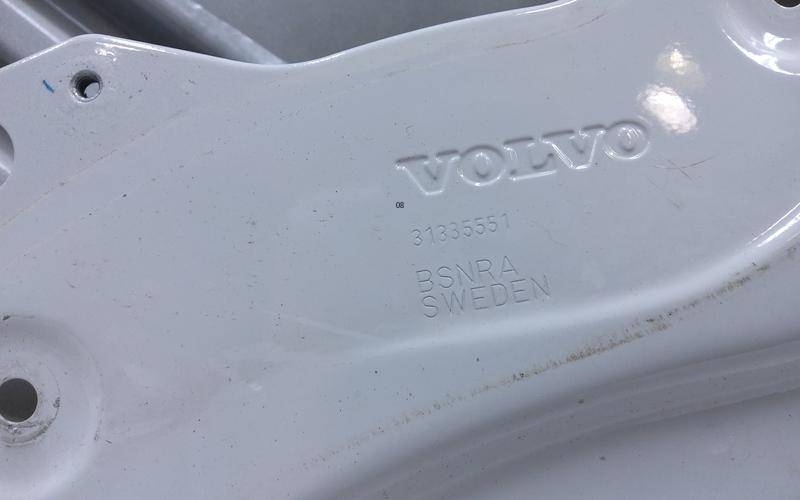 VOLVO
08
31335551
BSNRA
SWEDEN